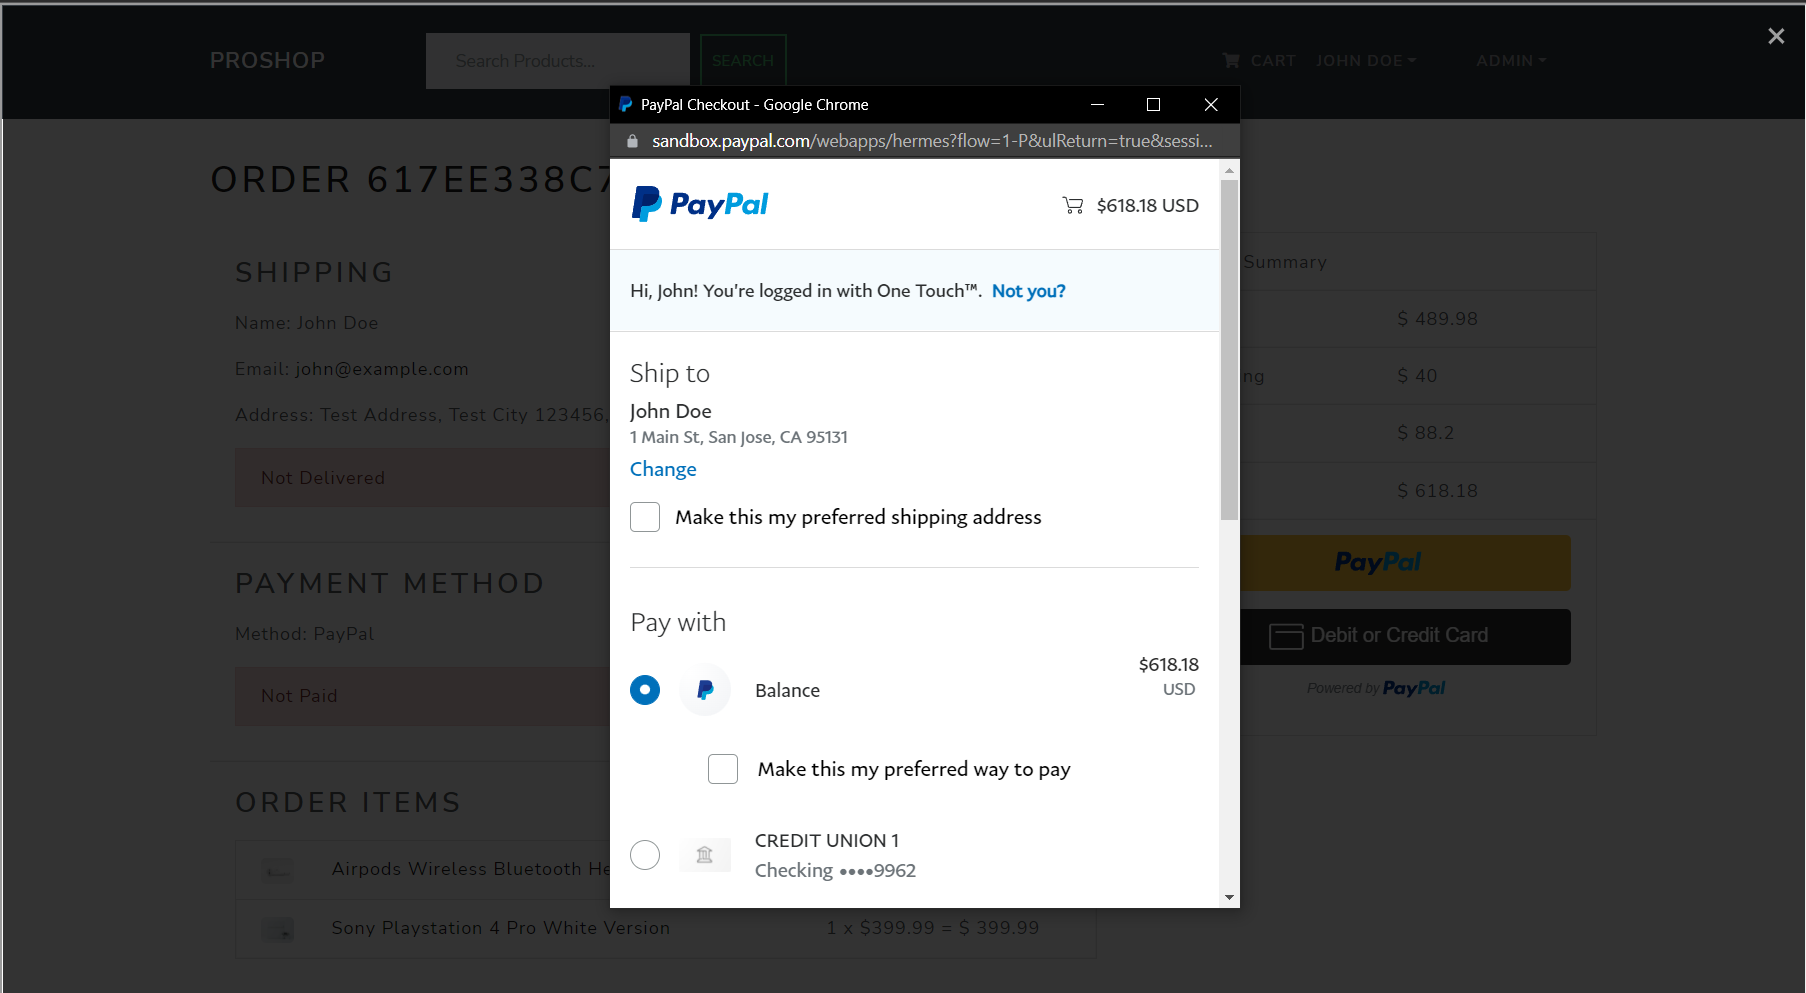 PROSHOP
Search Products...
SEARCH
CART
JOHN DOE
ADMIN
PayPal Checkout - Google Chrome
sandbox.paypal.com/webapps/hermes?flow=1-P&ulReturn=true&sessi...
ORDER 617EE338C7
PayPal
$618.18 USD
Hi, John! You're logged in with One Touch™. Not you?
Ship to
John Doe
1 Main St, San Jose, CA 95131
Change
Make this my preferred shipping address
Pay with
Balance
$618.18
USD
Make this my preferred way to pay
CREDIT UNION 1
Checking ••••9962
SHIPPING
Name: John Doe
Email: john@example.com
Address: Test Address, Test City 123456,
Not Delivered
PAYMENT METHOD
Method: PayPal
Not Paid
ORDER ITEMS
Airpods Wireless Bluetooth He
Sony Playstation 4 Pro White Version
1 x $399.99 = $ 399.99
Summary
$ 489.98
ng
$ 40
$ 88.2
$ 618.18
PayPal
Debit or Credit Card
Powered by PayPal